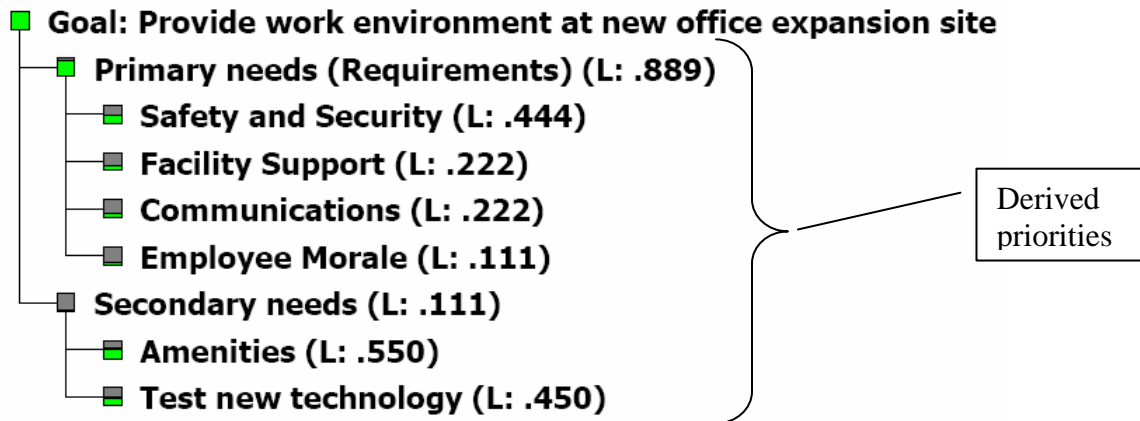 Goal: Provide work environment at new office expansion site
Primary needs (Requirements) (L: .889)
Safety and Security (L: .444)
Facility Support (L: .222)
Communications (L: .222)
Employee Morale (L: .111)
Secondary needs (L: .111)
Amenities (L: .550)
Test new technology (L: .450)
Derived
priorities